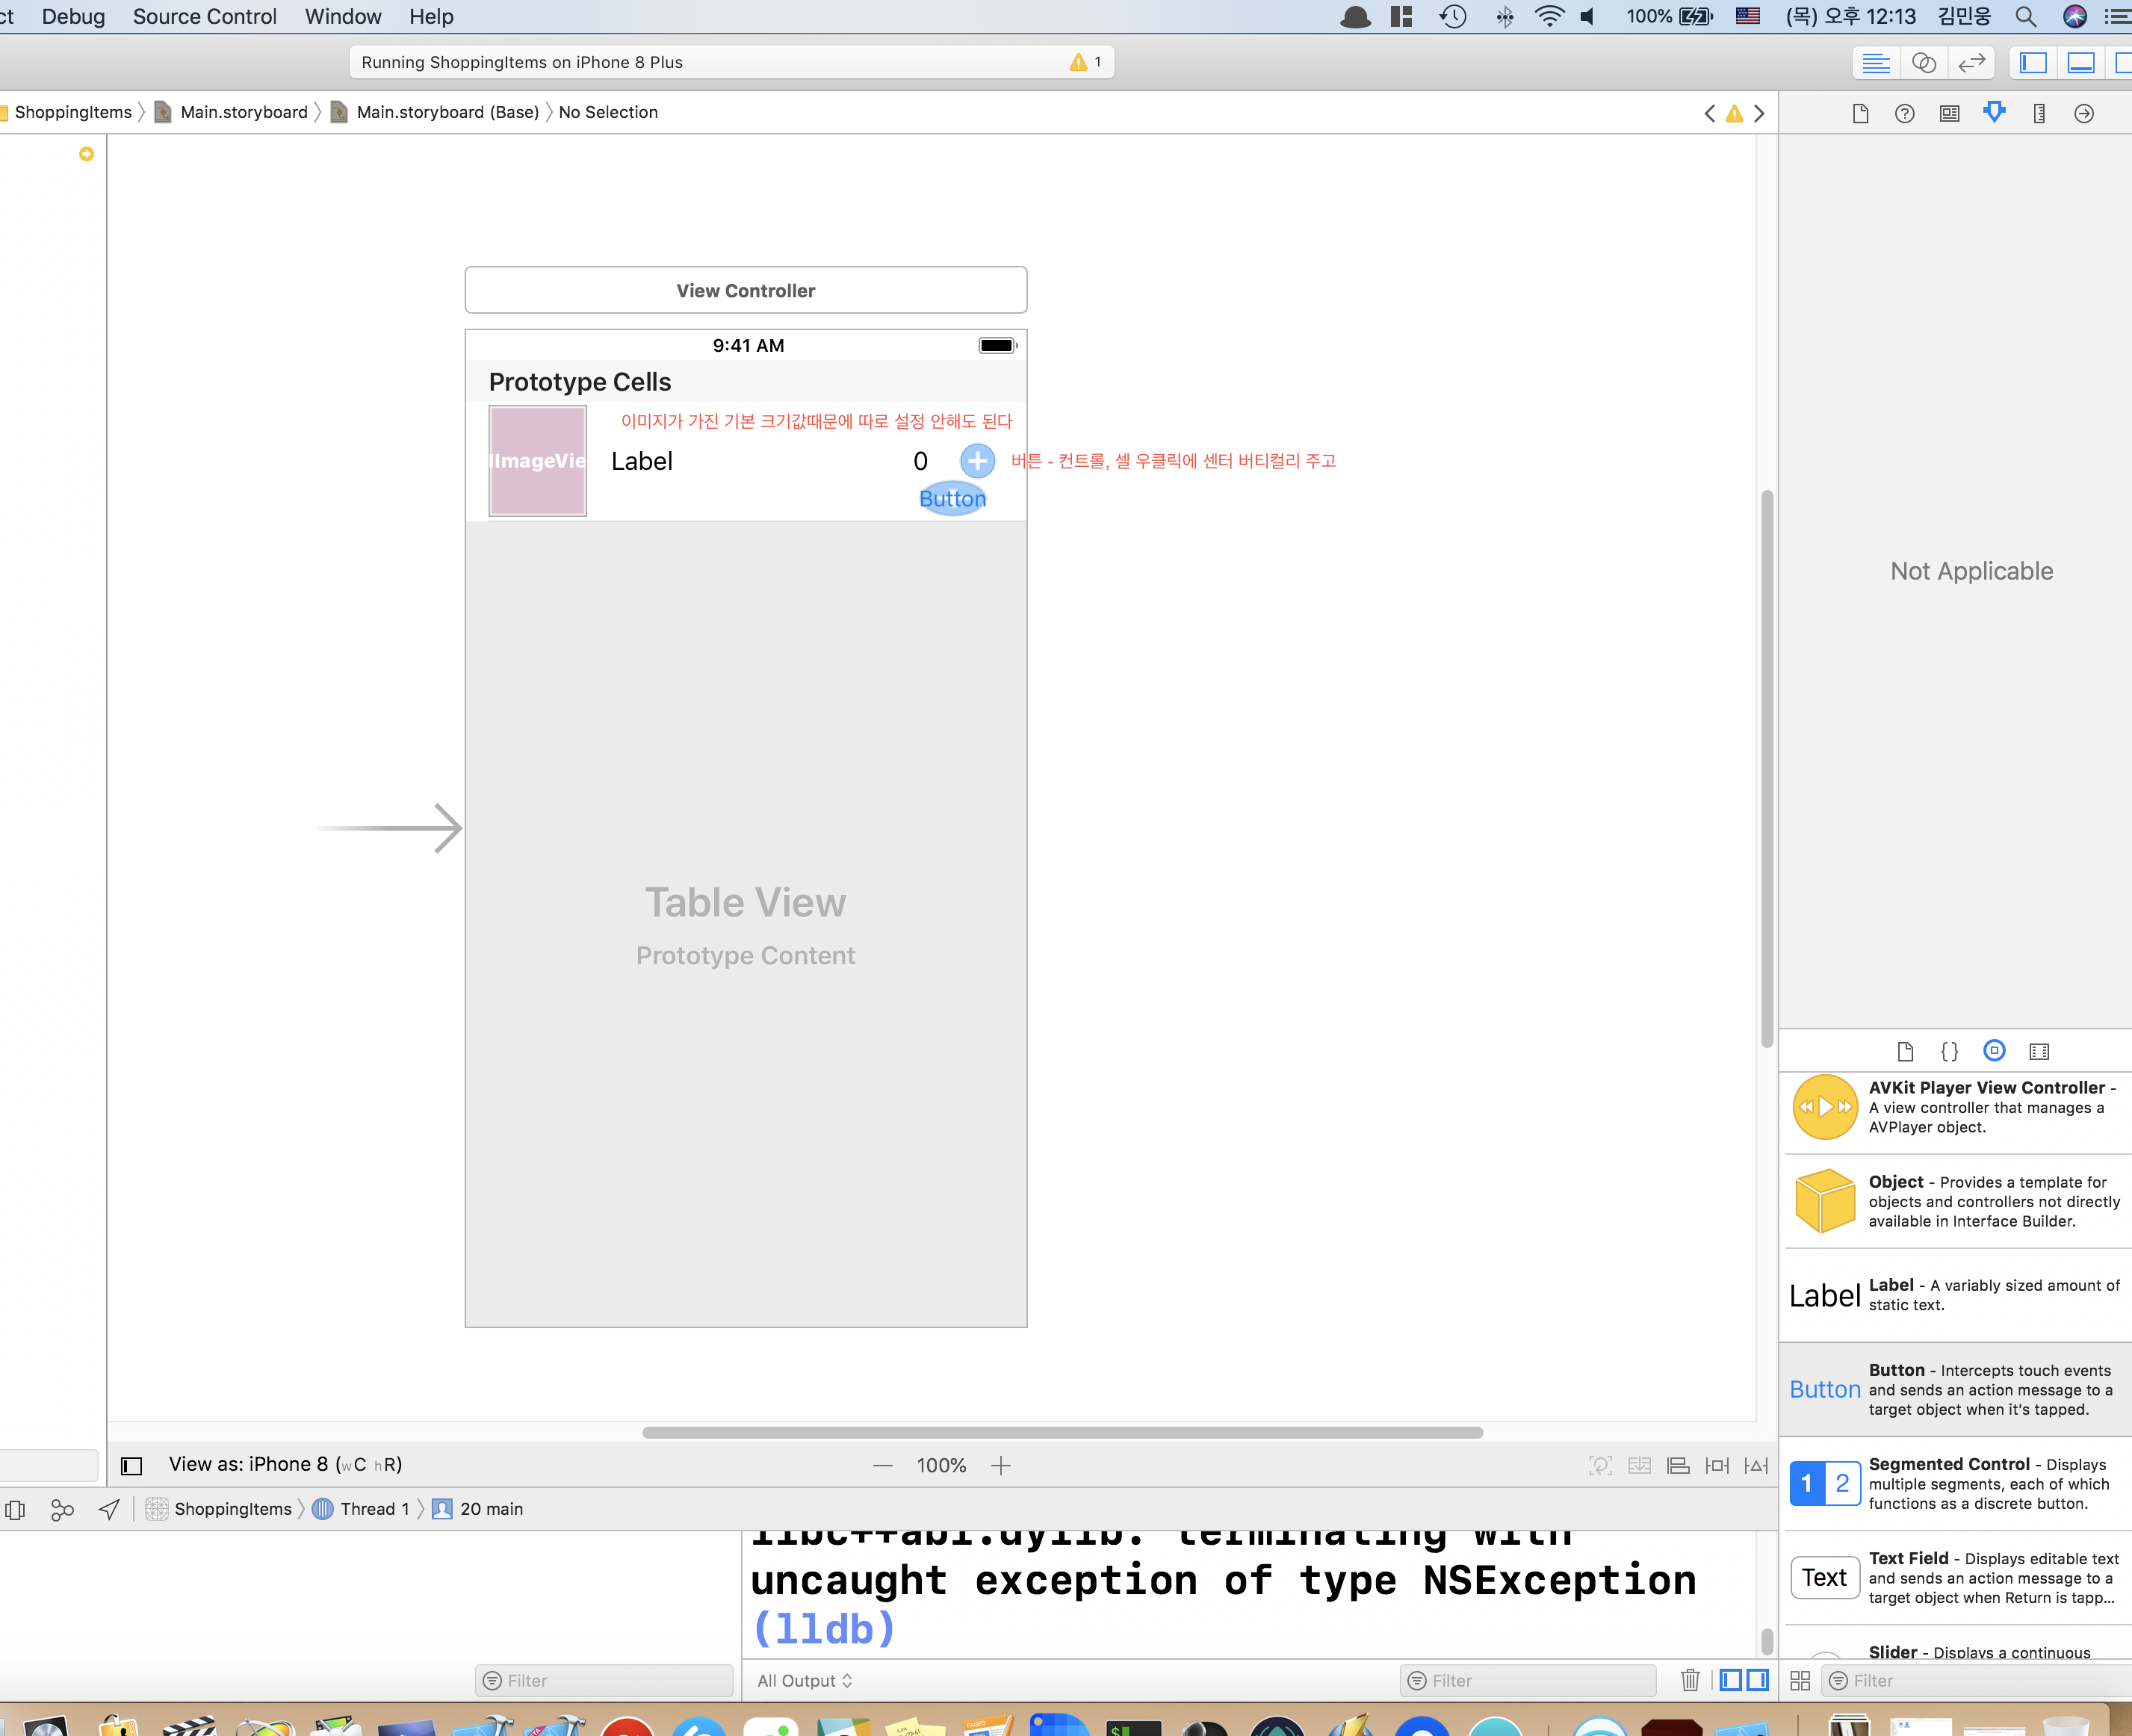 ct Debug Source Control Window Help 100% (목) 오후 12:13 김민웅
Running ShoppingItems on iPhone 8 Plus 1
ShoppingItems Main.storyboard Main.storyboard (Base) No Selection
View Controller
9:41 AM
Prototype Cells
이미지가 가진 기본 크기값때문에 따로 설정 안해도 된다
IImageVie Label 0
버튼 - 컨트롤, 셀 우클릭에 센터 버티컬리 주고
Button
Table View
Prototype Content
Not Applicable
AVKit Player View Controller -
A view controller that manages a
AVPlayer object.
Object - Provides a template for
objects and controllers not directly
available in Interface Builder.
Label
Label - A variably sized amount of
static text.
Button
Button - Intercepts touch events
and sends an action message to a
target object when it's tapped.
1 2
Segmented Control - Displays
multiple segments, each of which
functions as a discrete button.
Text
Text Field - Displays editable text
and sends an action message to a
target object when Return is tapp...
Slider - Displays a continuous
View as: iPhone 8 (wC hR) 100%
ShoppingItems Thread 1 20 main
libc++abi.dylib: terminating with
uncaught exception of type NSException
(lldb)
Filter All Output Filter Filter
PAGES